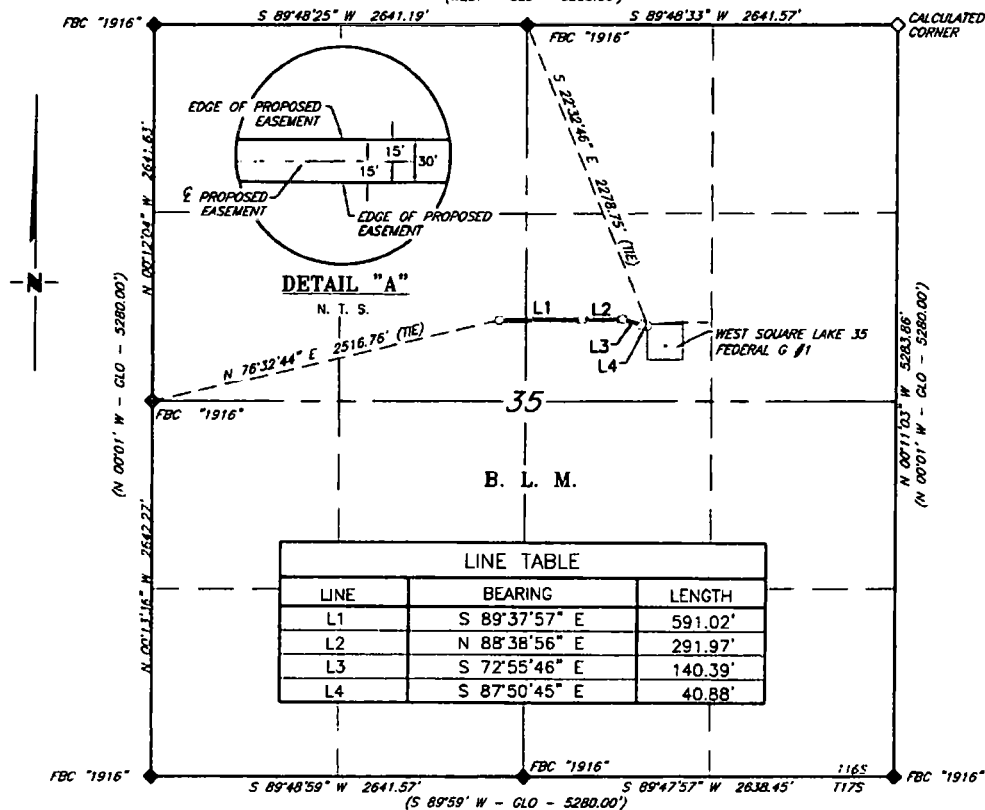 S 89°48'25" W 2641.19'
S 89°48'33" W 2641.57'
FBC "1916"
FBC "1916"
CALCULATED
CORNER
EDGE OF PROPOSED
EASEMENT
15'
30'
15'
℄ PROPOSED
EASEMENT
EDGE OF PROPOSED
EASEMENT
DETAIL "A"
N. T. S.
N
S 22°32'46" E 2278.75' (TIE)
N 00°12'04" W 2641.63'
(N 00°01' W - GLO - 5280.00')
N 76°32'44" E 2516.76' (TIE)
L1
L2
L3
L4
WEST SQUARE LAKE 35
FEDERAL G #1
FBC "1916"
35
N 00°11'03" W 5283.86'
(N 00°01' W - GLO - 5280.00')
B. L. M.
N 00°13'16" W 2642.27'
LINE TABLE
LINE BEARING LENGTH
L1 S 89°37'57" E 591.02'
L2 N 88°38'56" E 291.97'
L3 S 72°55'46" E 140.39'
L4 S 87°50'45" E 40.88'
FBC "1916"
FBC "1916"
T16S
T17S
FBC "1916"
S 89°48'59" W 2641.57'
S 89°47'57" W 2638.45'
(S 89°59' W - GLO - 5280.00')